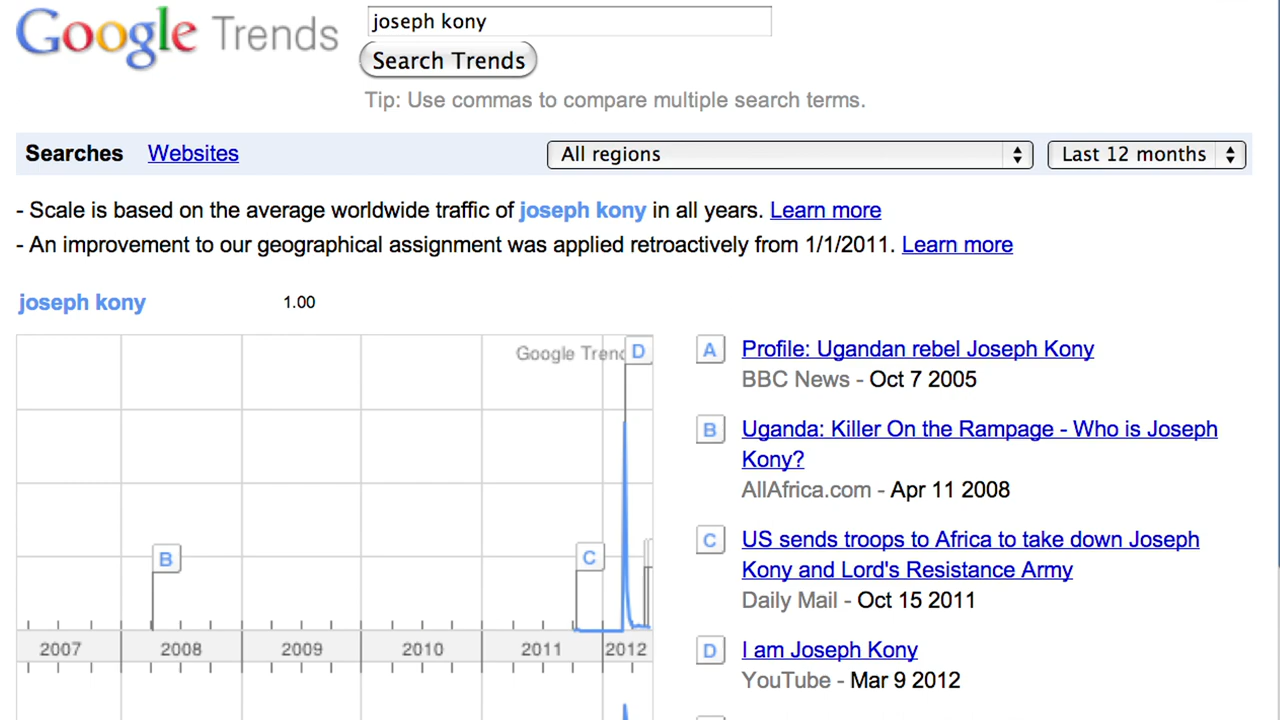 Google Trends
joseph kony
Search Trends
Tip: Use commas to compare multiple search terms.
Searches Websites All regions Last 12 months
- Scale is based on the average worldwide traffic of joseph kony in all years. Learn more
- An improvement to our geographical assignment was applied retroactively from 1/1/2011. Learn more
joseph kony 1.00
Google Trend
D
B
C
2007 2008 2009 2010 2011 2012
A Profile: Ugandan rebel Joseph Kony
BBC News - Oct 7 2005
B Uganda: Killer On the Rampage - Who is Joseph
Kony?
AllAfrica.com - Apr 11 2008
C US sends troops to Africa to take down Joseph
Kony and Lord's Resistance Army
Daily Mail - Oct 15 2011
D I am Joseph Kony
YouTube - Mar 9 2012